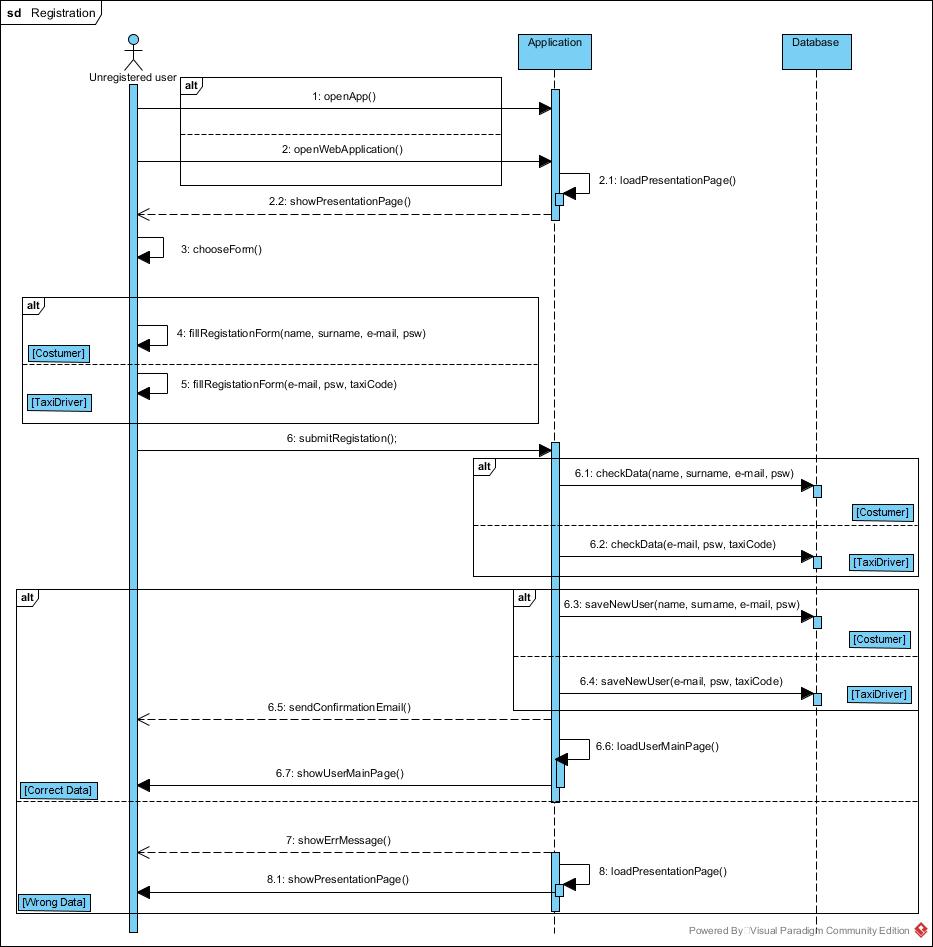 sd Registration
Application
Database
Unregistered user
alt
1: openApp()
2: openWebApplication()
2.1: loadPresentationPage()
2.2: showPresentationPage()
3: chooseForm()
alt
4: fillRegistationForm(name, surname, e-mail, psw)
[Costumer]
5: fillRegistationForm(e-mail, psw, taxiCode)
[TaxiDriver]
6: submitRegistation();
alt
6.1: checkData(name, surname, e-mail, psw)
[Costumer]
6.2: checkData(e-mail, psw, taxiCode)
[TaxiDriver]
alt
alt
6.3: saveNewUser(name, surname, e-mail, psw)
[Costumer]
6.4: saveNewUser(e-mail, psw, taxiCode)
[TaxiDriver]
6.5: sendConfirmationEmail()
6.6: loadUserMainPage()
6.7: showUserMainPage()
[Correct Data]
7: showErrMessage()
8: loadPresentationPage()
8.1: showPresentationPage()
[Wrong Data]
Powered By Visual Paradigm Community Edition